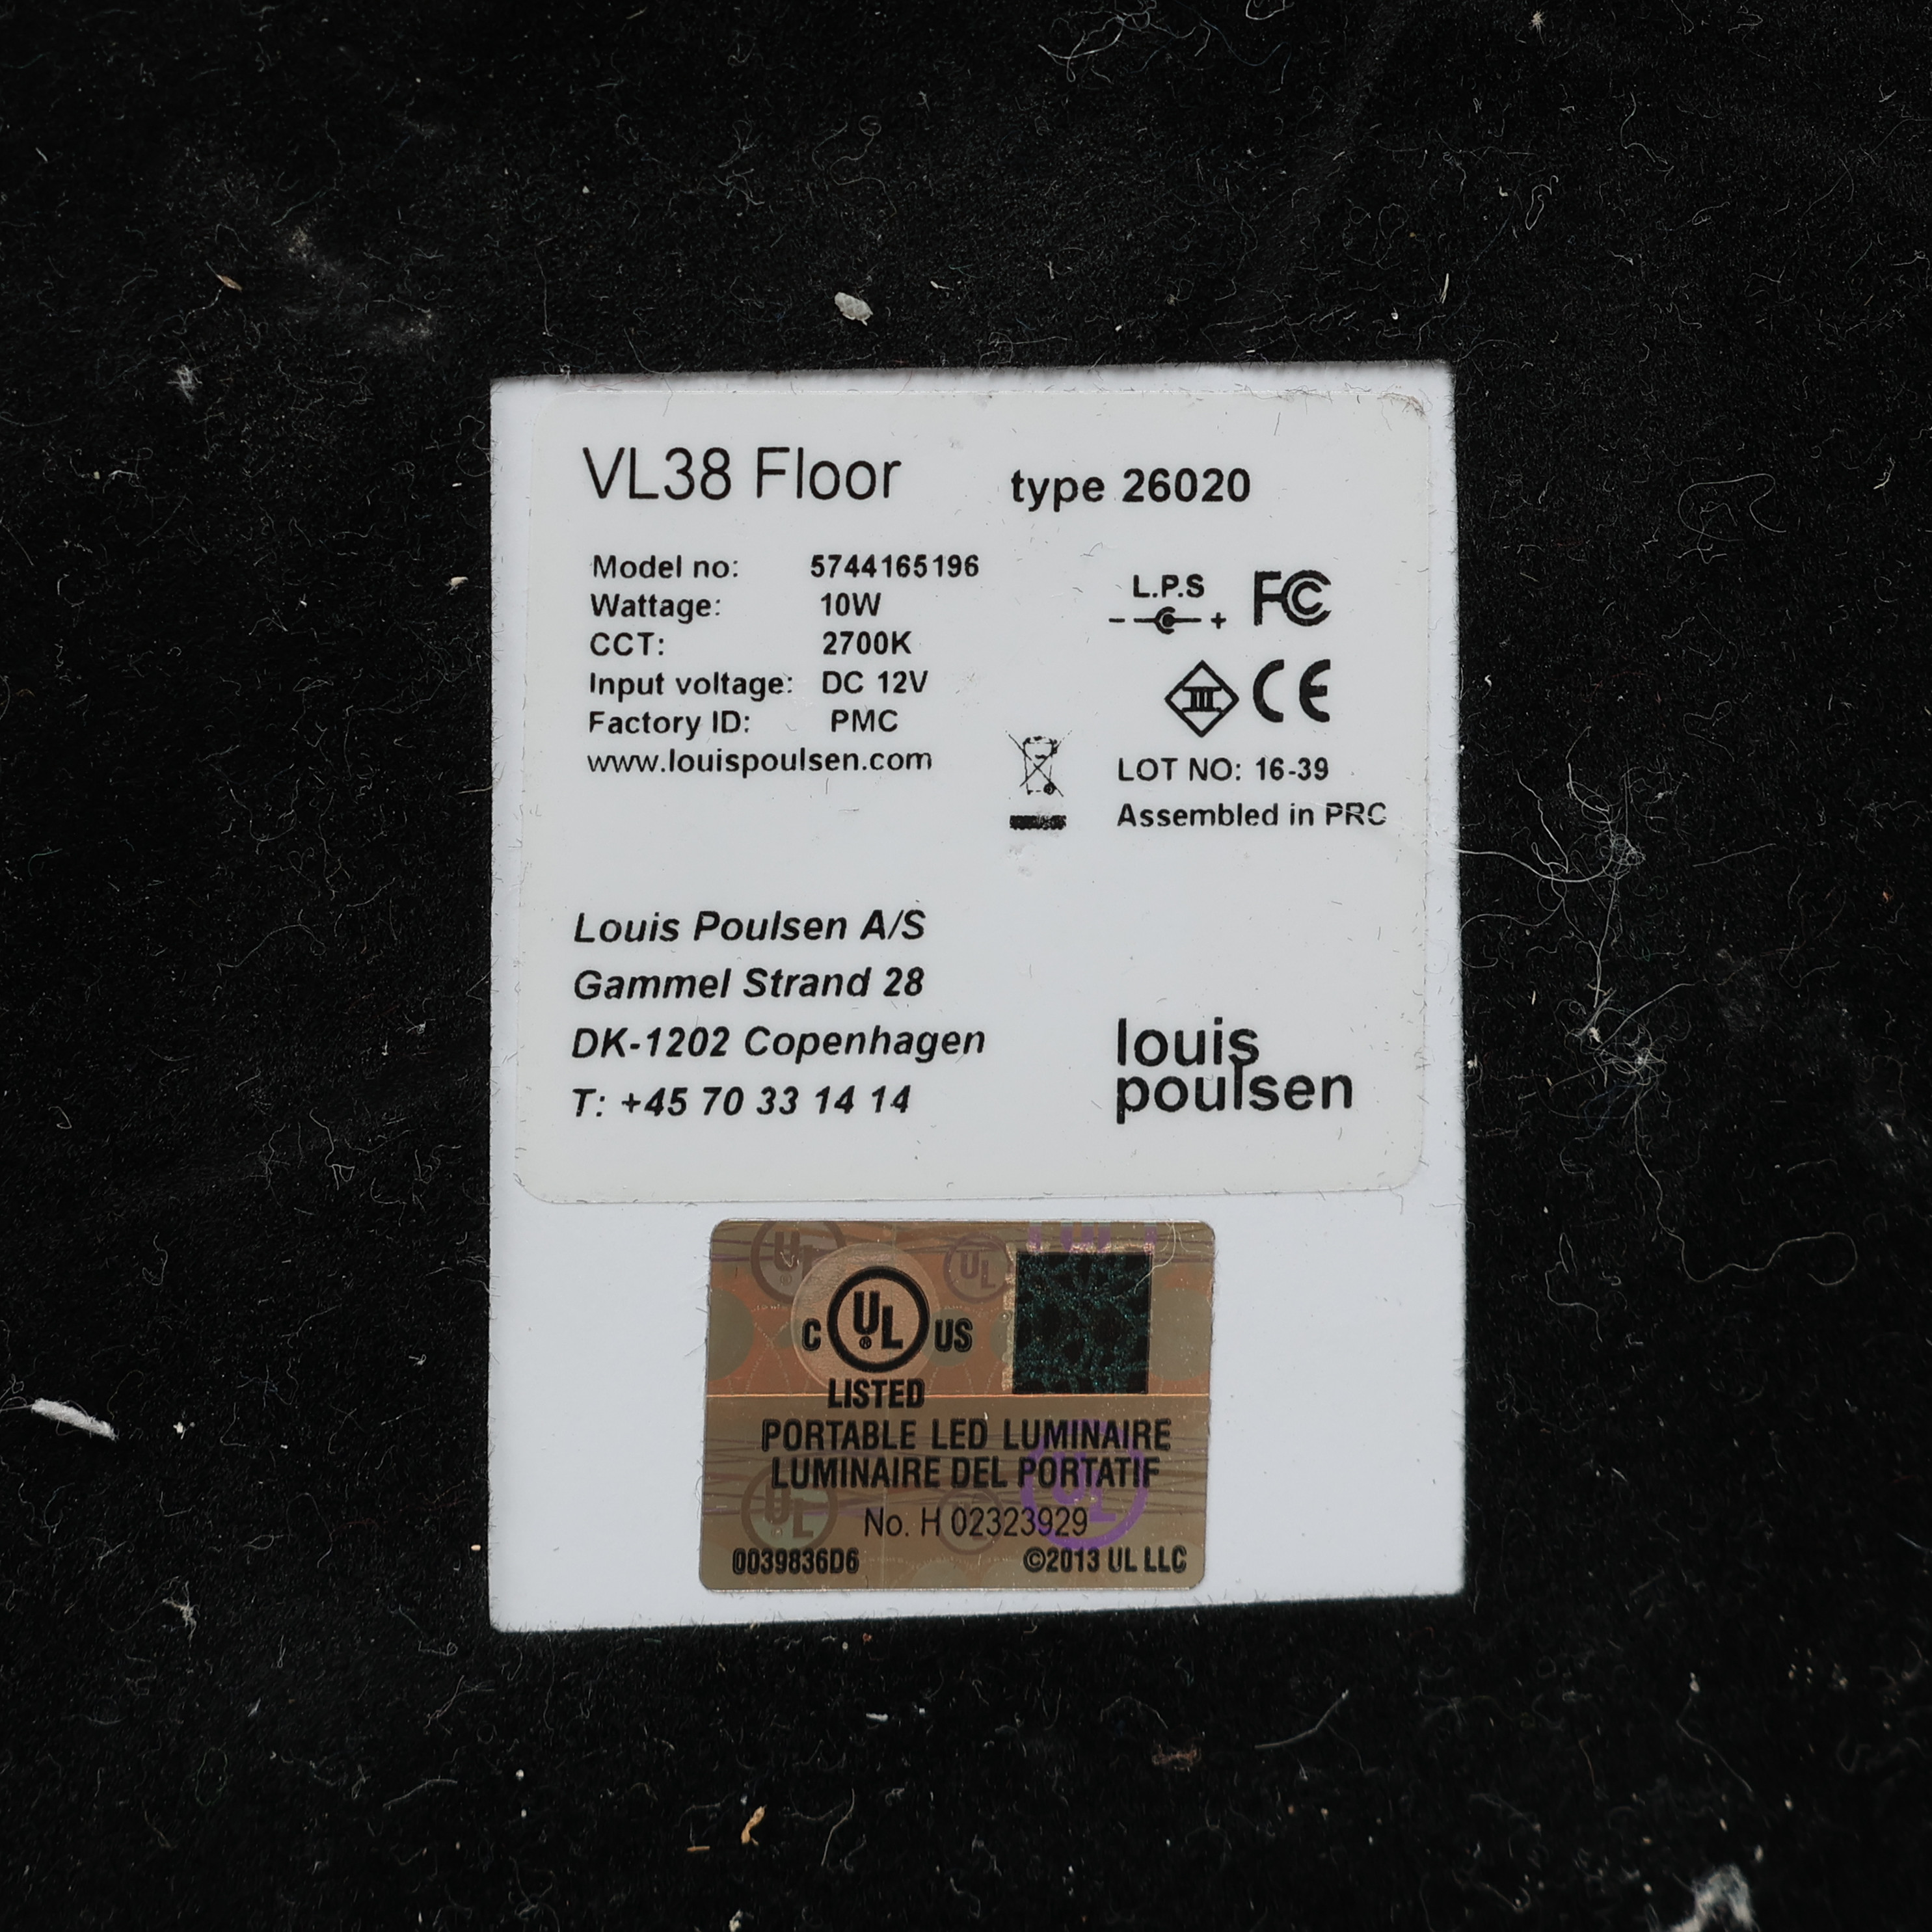 VL38 Floor type 26020
Model no: 5744165196
Wattage: 10W
CCT: 2700K
Input voltage: DC 12V
Factory ID: PMC
www.louispoulsen.com
L.P.S
- +
FC
III CE
LOT NO: 16-39
Assembled in PRC
Louis Poulsen A/S
Gammel Strand 28
DK-1202 Copenhagen
T: +45 70 33 14 14
louis
poulsen
C UL® US
LISTED
PORTABLE LED LUMINAIRE
LUMINAIRE DEL PORTATIF
No. H 02323929
0039836D6 ©2013 UL LLC